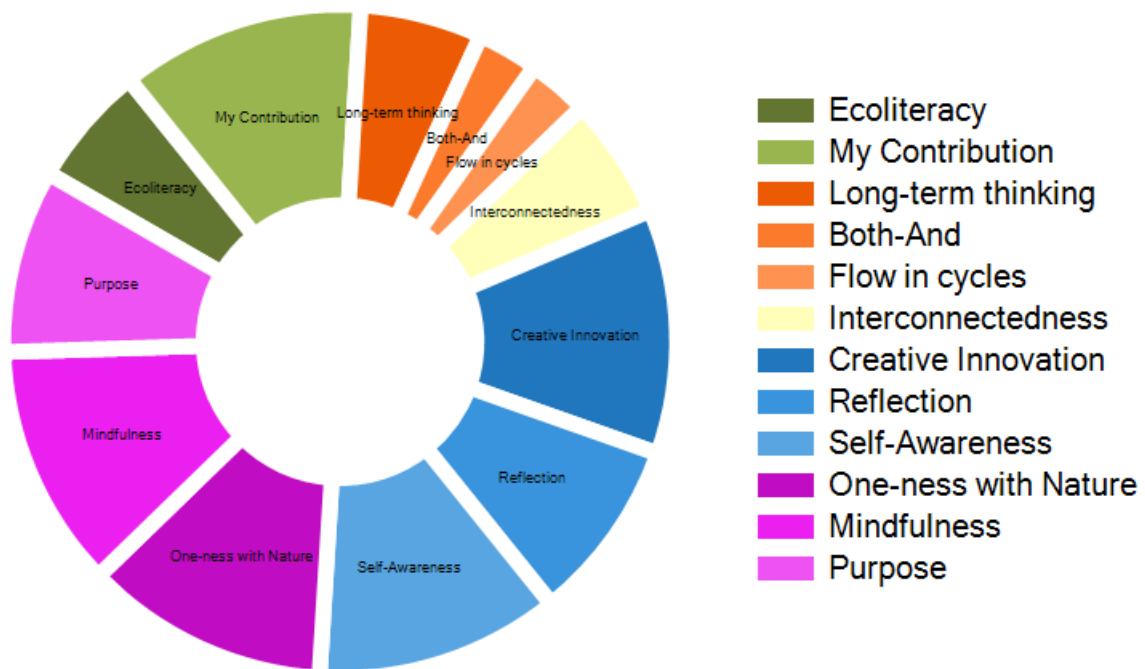 My Contribution
Long-term thinking
Both-And
Flow in cycles
Ecoliteracy
Interconnectedness
Purpose
Creative Innovation
Mindfulness
Reflection
One-ness with Nature
Self-Awareness
Ecoliteracy
My Contribution
Long-term thinking
Both-And
Flow in cycles
Interconnectedness
Creative Innovation
Reflection
Self-Awareness
One-ness with Nature
Mindfulness
Purpose